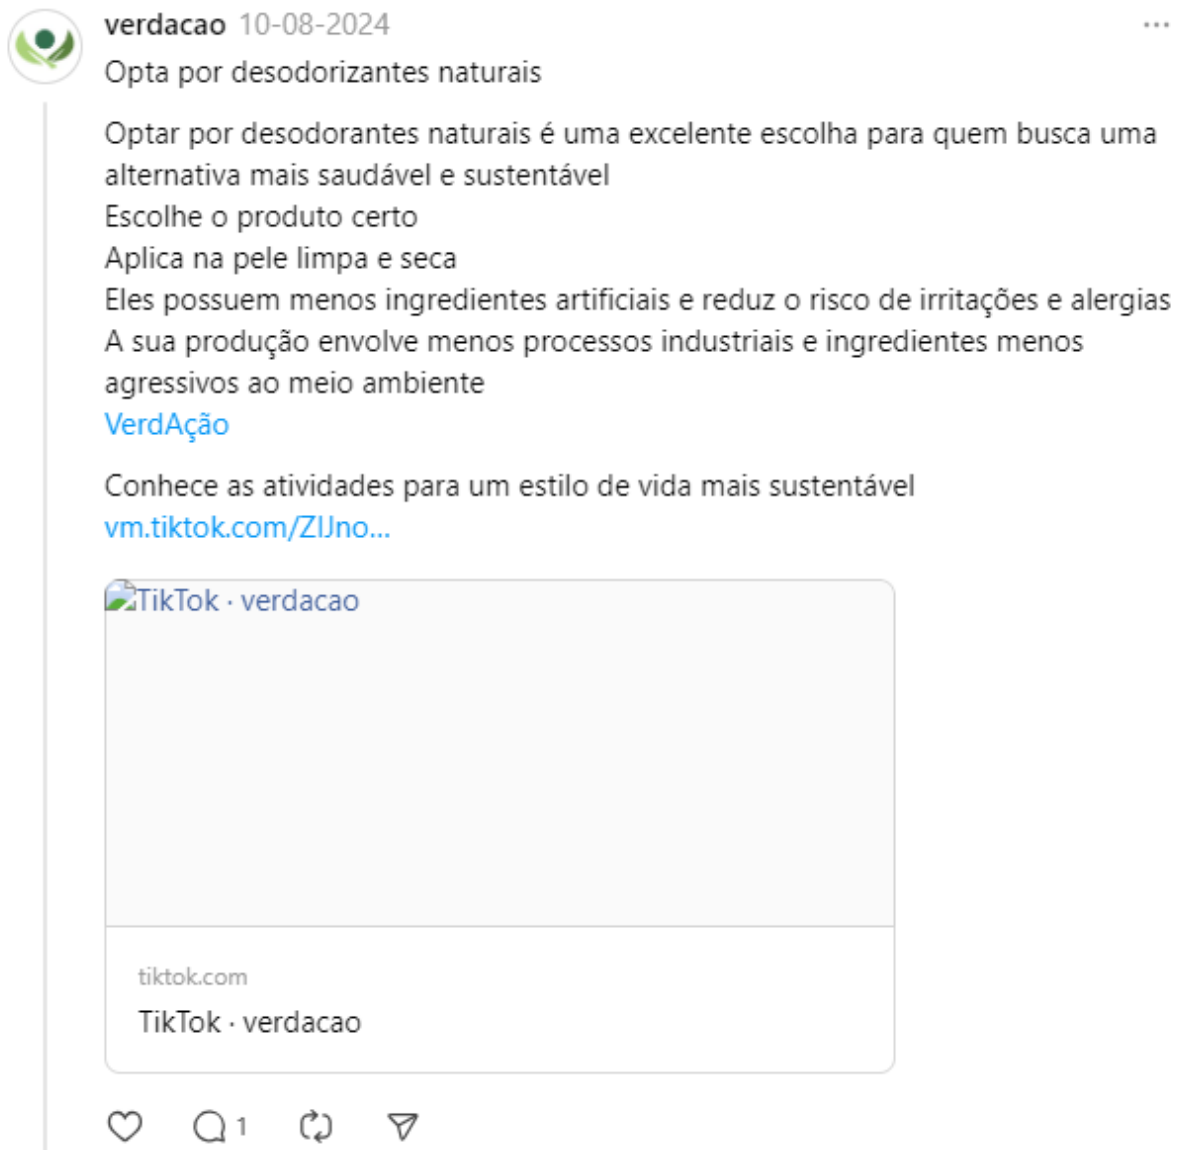 verdacao 10-08-2024
Opta por desodorizantes naturais
Optar por desodorantes naturais é uma excelente escolha para quem busca uma
alternativa mais saudável e sustentável
Escolhe o produto certo
Aplica na pele limpa e seca
Eles possuem menos ingredientes artificiais e reduz o risco de irritações e alergias
A sua produção envolve menos processos industriais e ingredientes menos
agressivos ao meio ambiente
VerdAção
Conhece as atividades para um estilo de vida mais sustentável
vm.tiktok.com/ZIJno...
TikTok · verdacao
tiktok.com
TikTok · verdacao
1